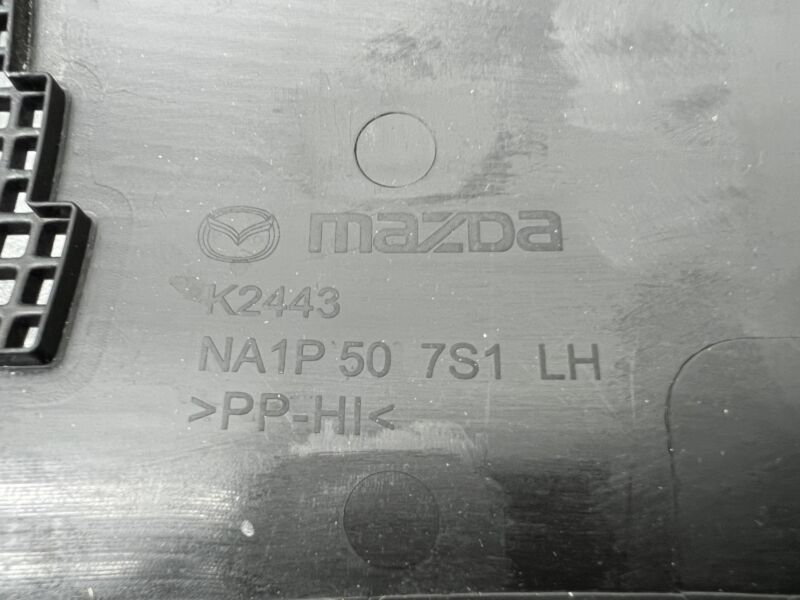 mazda
K2443
NA1P 50 7S1 LH
>PP-HI<